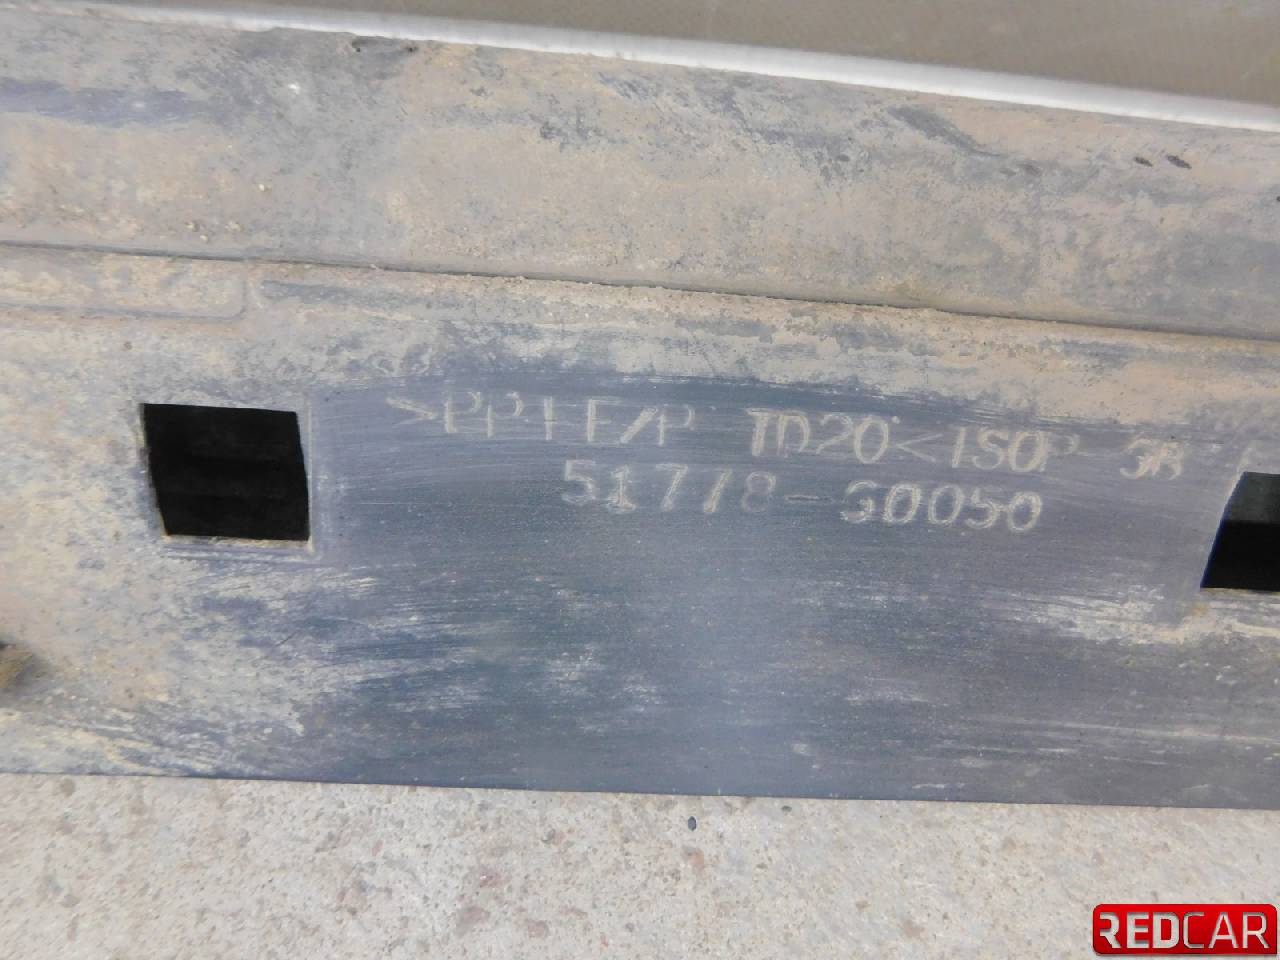 >PP+E/P TD20<ISOP-3B
51778-60050
REDCAR